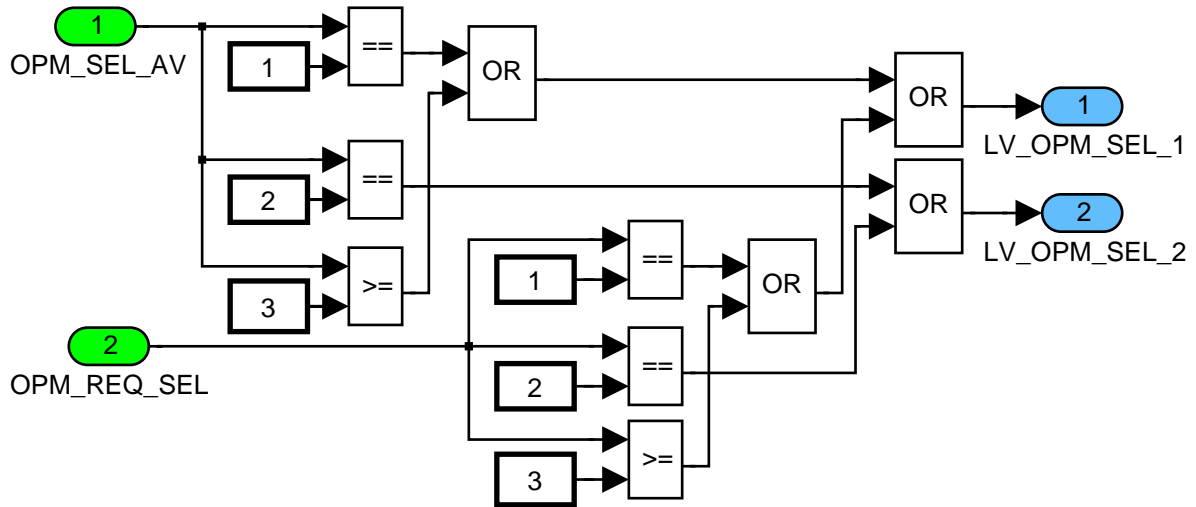 1
OPM_SEL_AV
1
==
OR
OR
1
LV_OPM_SEL_1
2
==
OR
2
LV_OPM_SEL_2
3
>=
1
==
OR
2
OPM_REQ_SEL
2
==
3
>=